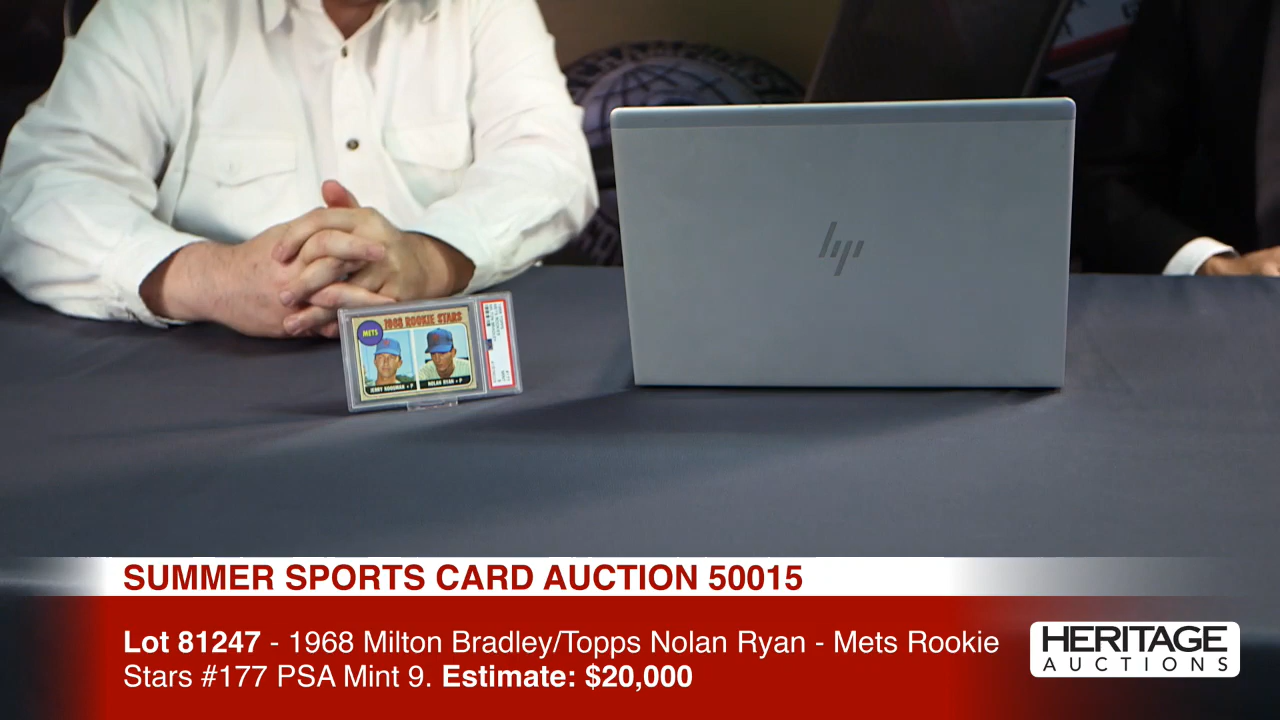 CHAMPIONS
hp
1968 ROOKIE STARS
METS
JERRY KOOSMAN • P
NOLAN RYAN • P
SUMMER SPORTS CARD AUCTION 50015
Lot 81247 - 1968 Milton Bradley/Topps Nolan Ryan - Mets Rookie
Stars #177 PSA Mint 9. Estimate: $20,000
HERITAGE
AUCTIONS